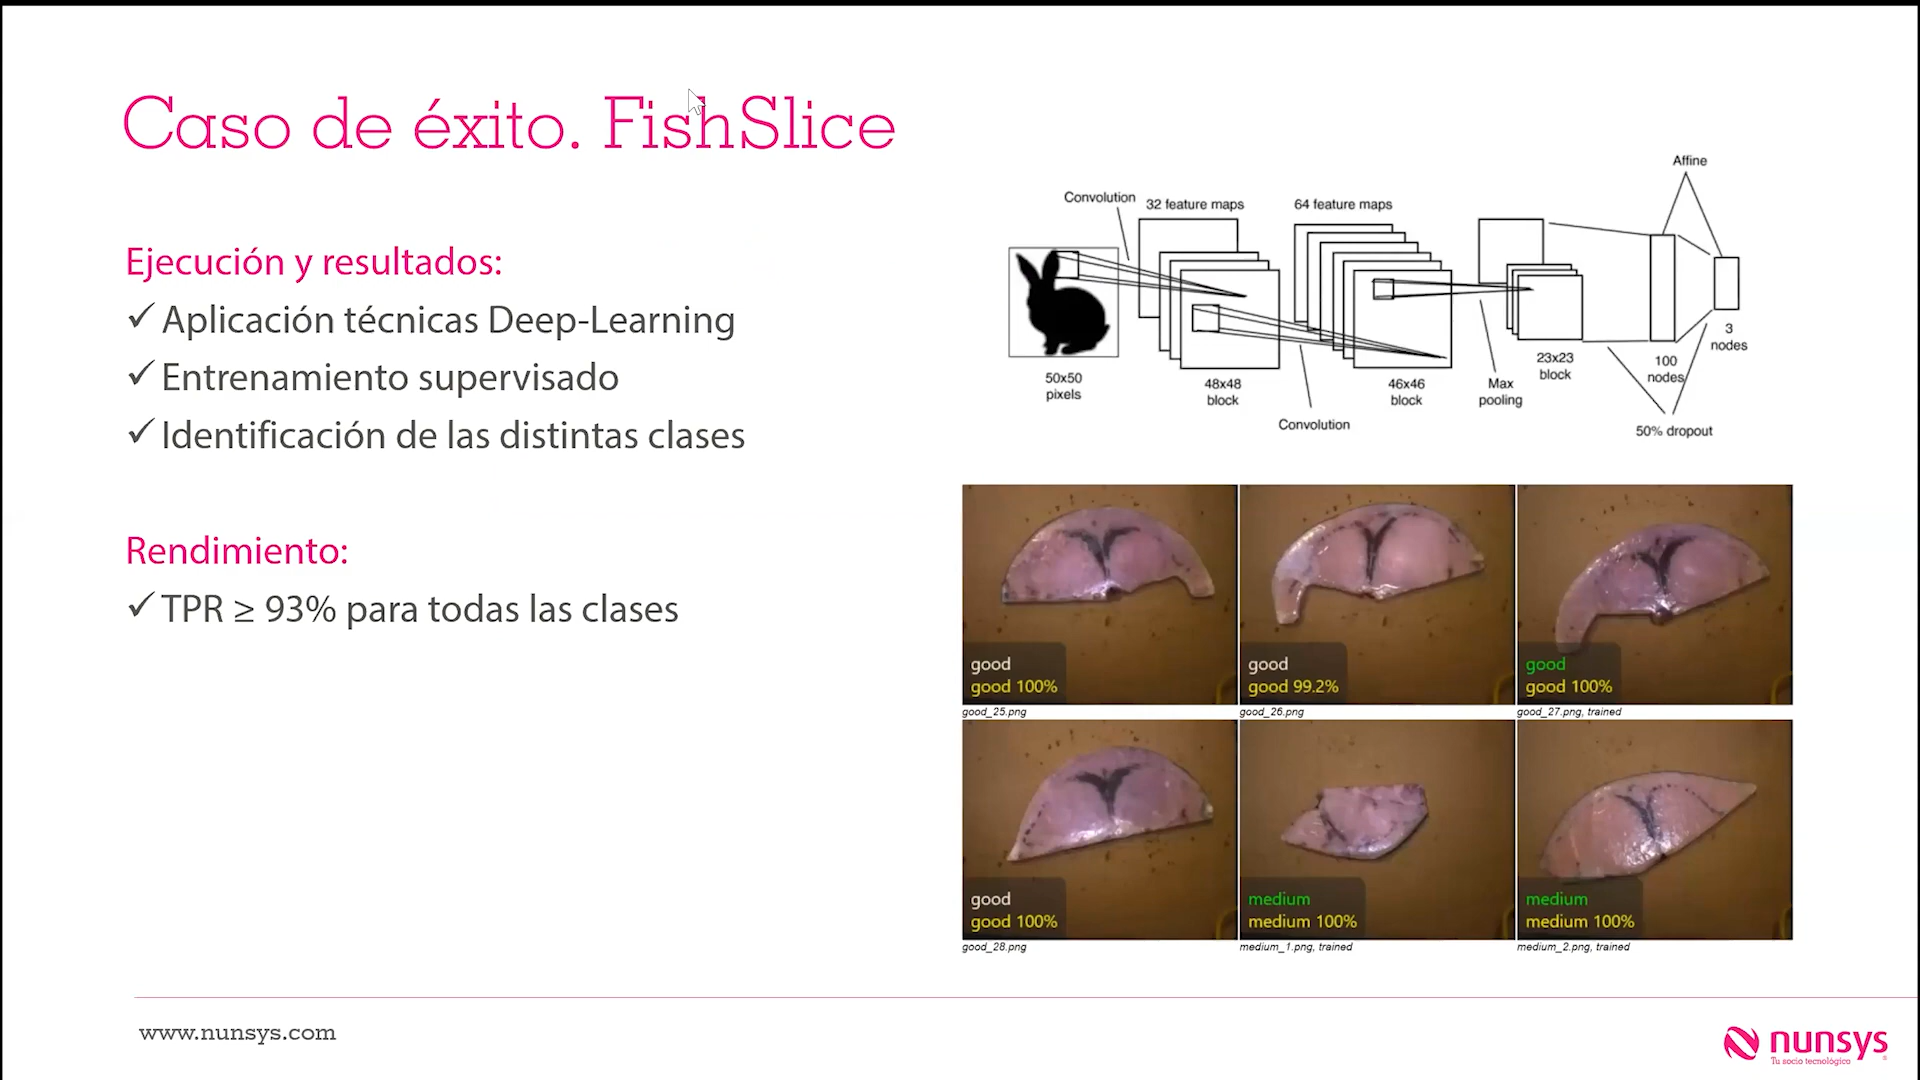 Caso de éxito. FishSlice
Ejecución y resultados:
✓ Aplicación técnicas Deep-Learning
✓ Entrenamiento supervisado
✓ Identificación de las distintas clases
Rendimiento:
✓ TPR ≥ 93% para todas las clases
Affine
Convolution
32 feature maps
64 feature maps
50x50
pixels
48x48
block
Convolution
46x46
block
Max
pooling
23x23
block
100
nodes
3
nodes
50% dropout
good
good 100%
good_25.png
good
good 99.2%
good_26.png
good
good 100%
good_27.png, trained
good
good 100%
good_28.png
medium
medium 100%
medium_1.png, trained
medium
medium 100%
medium_2.png, trained
www.nunsys.com
nunsys
Tu socio tecnológico